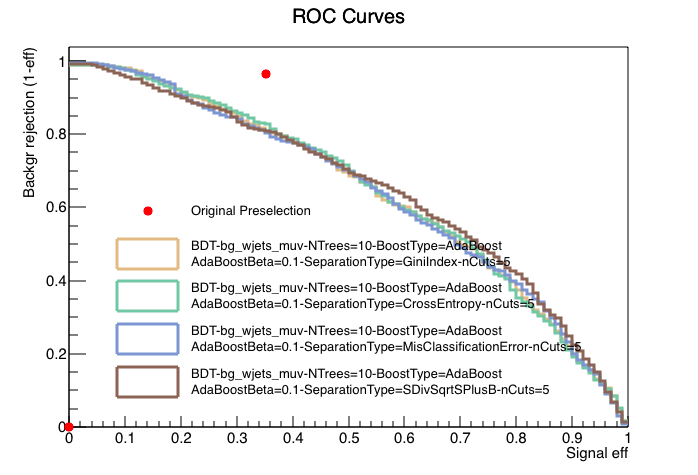 ROC Curves
Backgr rejection (1-eff)
1
0.8
0.6
0.4
0.2
0
Original Preselection
BDT-bg_wjets_muv-NTrees=10-BoostType=AdaBoost
AdaBoostBeta=0.1-SeparationType=GiniIndex-nCuts=5
BDT-bg_wjets_muv-NTrees=10-BoostType=AdaBoost
AdaBoostBeta=0.1-SeparationType=CrossEntropy-nCuts=5
BDT-bg_wjets_muv-NTrees=10-BoostType=AdaBoost
AdaBoostBeta=0.1-SeparationType=MisClassificationError-nCuts=5
BDT-bg_wjets_muv-NTrees=10-BoostType=AdaBoost
AdaBoostBeta=0.1-SeparationType=SDivSqrtSPlusB-nCuts=5
0 0.1 0.2 0.3 0.4 0.5 0.6 0.7 0.8 0.9 1
Signal eff